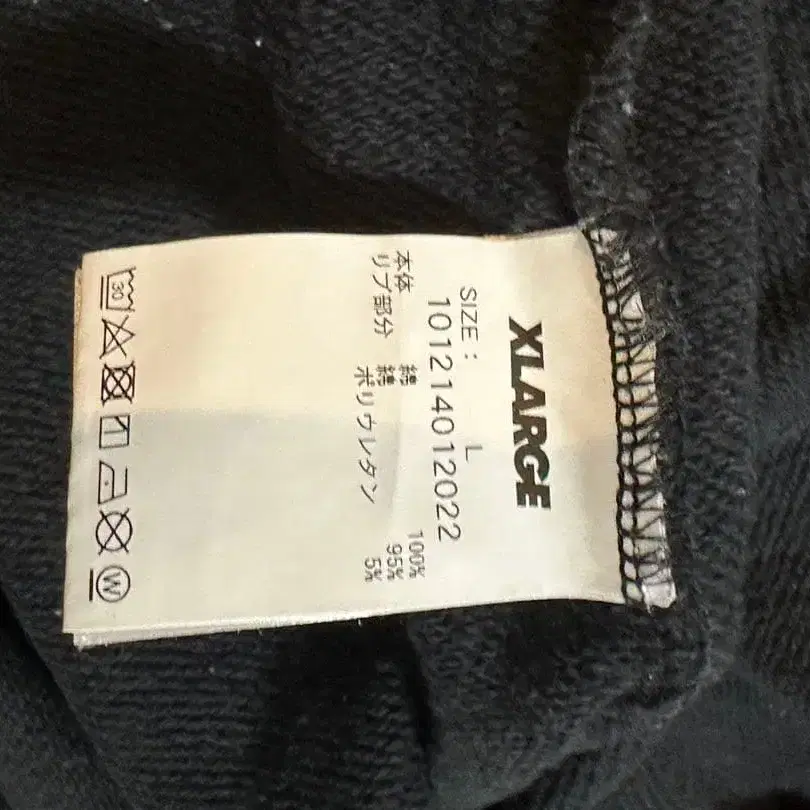 XLARGE
SIZE : L
101214012022
本体 綿 100%
リブ部分 綿 95%
ポリウレタン 5%
30
W